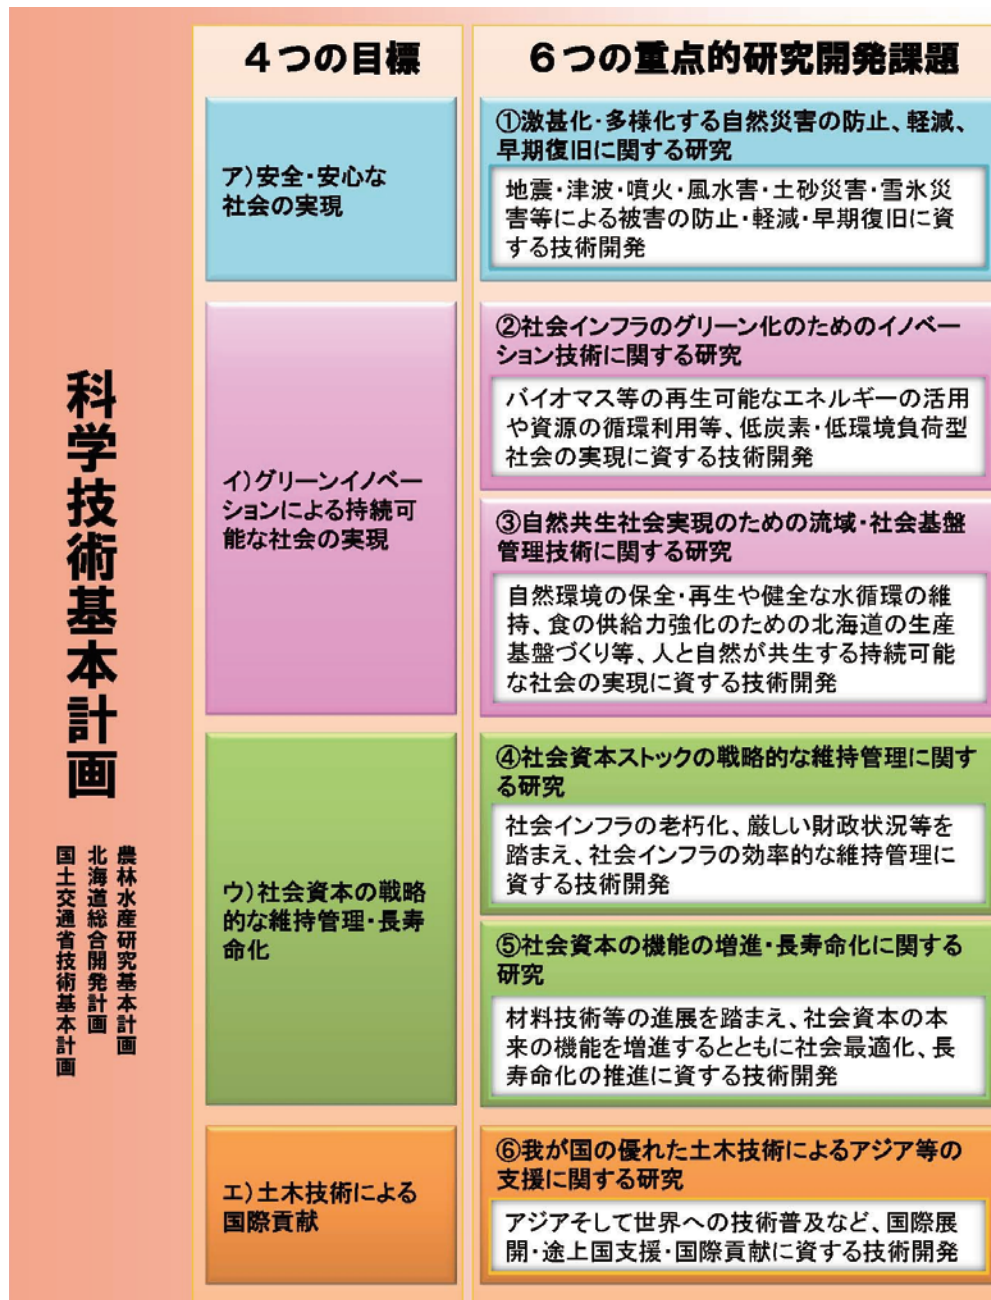 科学技術基本計画
農林水産研究基本計画
北海道総合開発計画
国土交通省技術基本計画
４つの目標
６つの重点的研究開発課題
ア）安全・安心な
社会の実現
①激甚化・多様化する自然災害の防止、軽減、
早期復旧に関する研究
地震・津波・噴火・風水害・土砂災害・雪氷災
害等による被害の防止・軽減・早期復旧に資
する技術開発
イ）グリーンイノベー
ションによる持続可
能な社会の実現
②社会インフラのグリーン化のためのイノベー
ション技術に関する研究
バイオマス等の再生可能なエネルギーの活用
や資源の循環利用等、低炭素・低環境負荷型
社会の実現に資する技術開発
③自然共生社会実現のための流域・社会基盤
管理技術に関する研究
自然環境の保全・再生や健全な水循環の維
持、食の供給力強化のための北海道の生産
基盤づくり等、人と自然が共生する持続可能
な社会の実現に資する技術開発
ウ）社会資本の戦略
的な維持管理・長寿
命化
④社会資本ストックの戦略的な維持管理に関す
る研究
社会インフラの老朽化、厳しい財政状況等を
踏まえ、社会インフラの効率的な維持管理に
資する技術開発
⑤社会資本の機能の増進・長寿命化に関する
研究
材料技術等の進展を踏まえ、社会資本の本
来の機能を増進するとともに社会最適化、長
寿命化の推進に資する技術開発
エ）土木技術による
国際貢献
⑥我が国の優れた土木技術によるアジア等の
支援に関する研究
アジアそして世界への技術普及など、国際展
開・途上国支援・国際貢献に資する技術開発